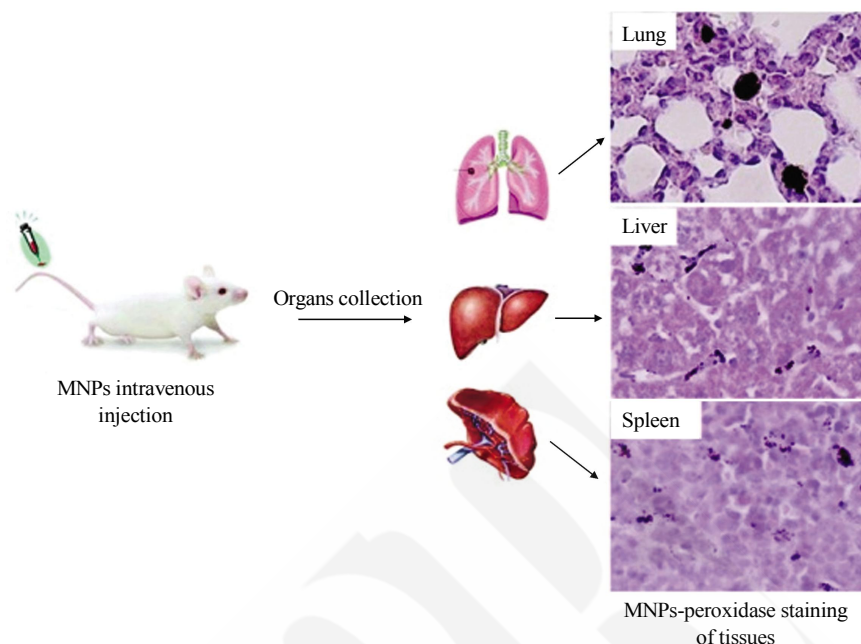 Lung
Liver
Organs collection
MNPs intravenous
injection
Spleen
MNPs-peroxidase staining
of tissues